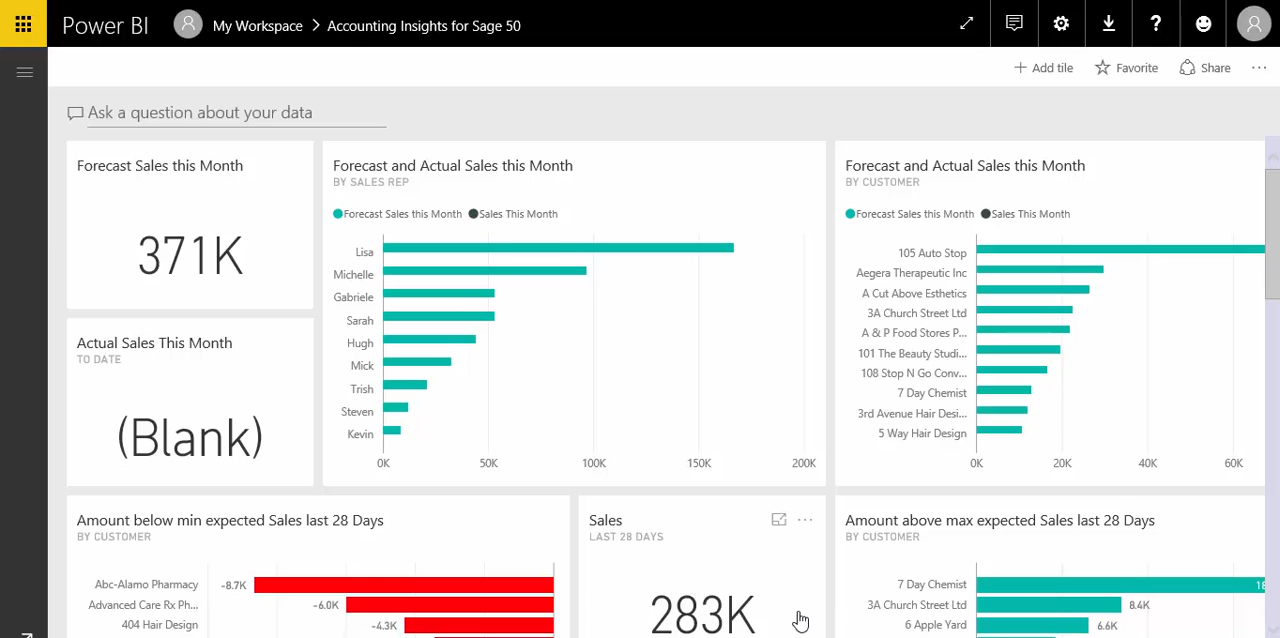 Power BI My Workspace > Accounting Insights for Sage 50
Add tile Favorite Share
Ask a question about your data
Forecast Sales this Month
371K
Actual Sales This Month
TO DATE
(Blank)
Forecast and Actual Sales this Month
BY SALES REP
Forecast Sales this Month Sales This Month
Lisa
Michelle
Gabriele
Sarah
Hugh
Mick
Trish
Steven
Kevin
0K 50K 100K 150K 200K
Forecast and Actual Sales this Month
BY CUSTOMER
Forecast Sales this Month Sales This Month
105 Auto Stop
Aegera Therapeutic Inc
A Cut Above Esthetics
3A Church Street Ltd
A & P Food Stores P...
101 The Beauty Studi...
108 Stop N Go Conv...
7 Day Chemist
3rd Avenue Hair Desi...
5 Way Hair Design
0K 20K 40K 60K
Amount below min expected Sales last 28 Days
BY CUSTOMER
Abc-Alamo Pharmacy -8.7K
Advanced Care Rx Ph... -6.0K
404 Hair Design -4.3K
Sales
LAST 28 DAYS
283K
Amount above max expected Sales last 28 Days
BY CUSTOMER
7 Day Chemist
3A Church Street Ltd 8.4K
6 Apple Yard 6.6K